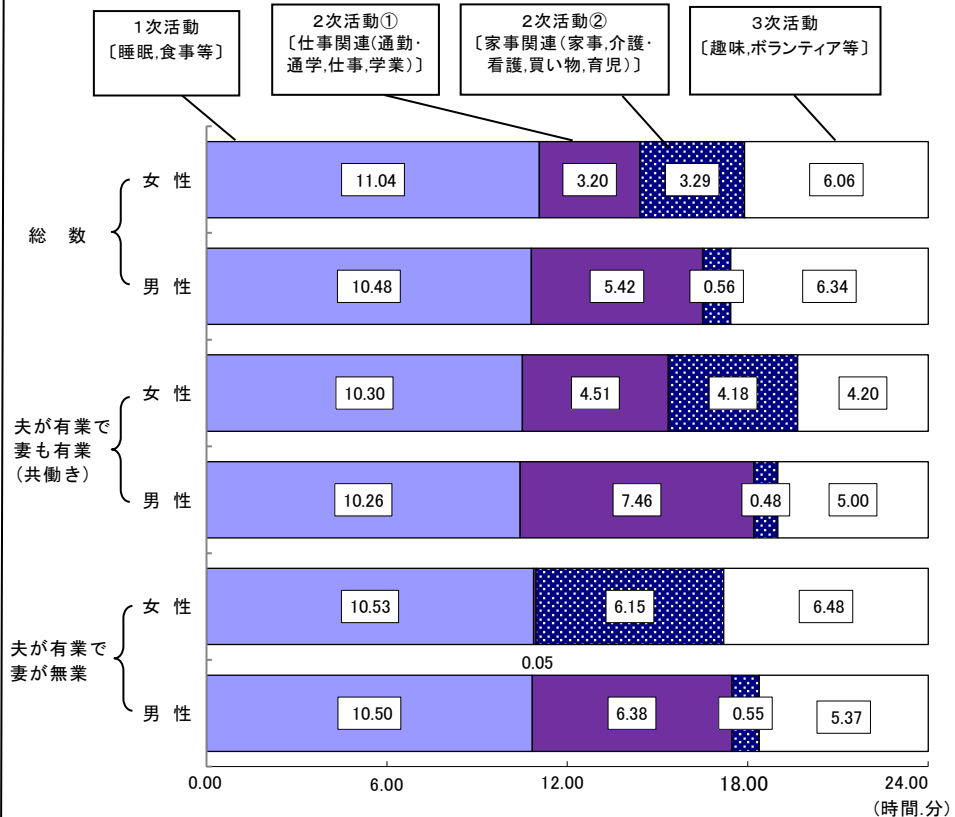 1次活動
〔睡眠,食事等〕
2次活動①
〔仕事関連(通勤・
通学,仕事,学業)〕
2次活動②
〔家事関連(家事,介護・
看護,買い物,育児)〕
3次活動
〔趣味,ボランティア等〕
総 数
女 性
11.04
3.20
3.29
6.06
男 性
10.48
5.42
0.56
6.34
夫が有業で
妻も有業
(共働き)
女 性
10.30
4.51
4.18
4.20
男 性
10.26
7.46
0.48
5.00
夫が有業で
妻が無業
女 性
10.53
0.05
6.15
6.48
男 性
10.50
6.38
0.55
5.37
0.00 6.00 12.00 18.00 24.00
(時間.分)